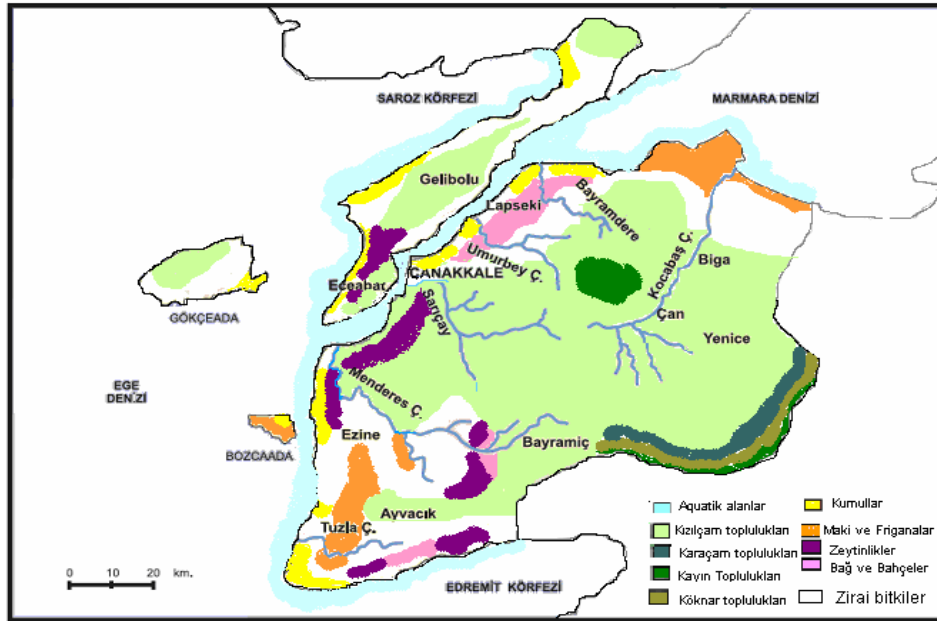 SAROZ KÖRFEZİ
MARMARA DENİZİ
Gelibolu
Lapseki
Bayramdere
Umurbey Ç.
Kocabaş Ç.
Biga
Eceabat
ÇANAKKALE
Sarıçay
Çan
Yenice
GÖKÇEADA
EGE
DENİZİ
Menderes Ç.
Ezine
Bayramiç
BOZCAADA
Ayvacık
Tuzla Ç.
EDREMİT KÖRFEZİ
0 10 20 km.
Aquatik alanlar
Kızılçam toplulukları
Karaçam toplulukları
Kayın Toplulukları
Köknar toplulukları
Kumullar
Maki ve Friganalar
Zeytinlikler
Bağ ve Bahçeler
Zirai bitkiler